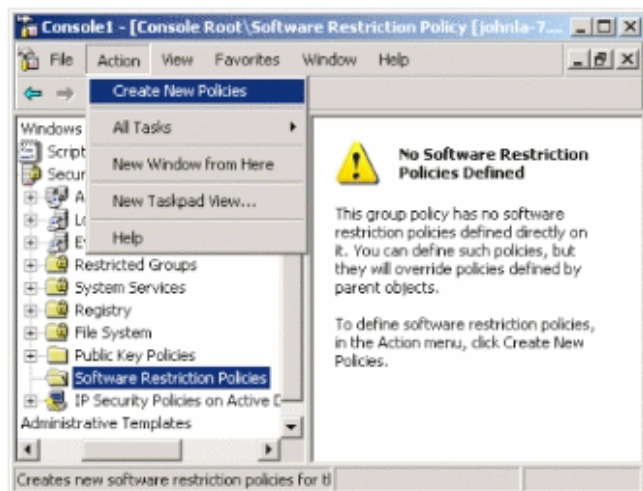 Console1 - [Console Root\Software Restriction Policy [johnla-7....
File Action View Favorites Window Help
Create New Policies
All Tasks
New Window from Here
New Taskpad View...
Help
Windows
Script
Secur
A
Lo
E
Restricted Groups
System Services
Registry
File System
Public Key Policies
Software Restriction Policies
IP Security Policies on Active D
Administrative Templates
No Software Restriction
Policies Defined
This group policy has no software
restriction policies defined directly on
it. You can define such policies, but
they will override policies defined by
parent objects.
To define software restriction policies,
in the Action menu, click Create New
Policies.
Creates new software restriction policies for t